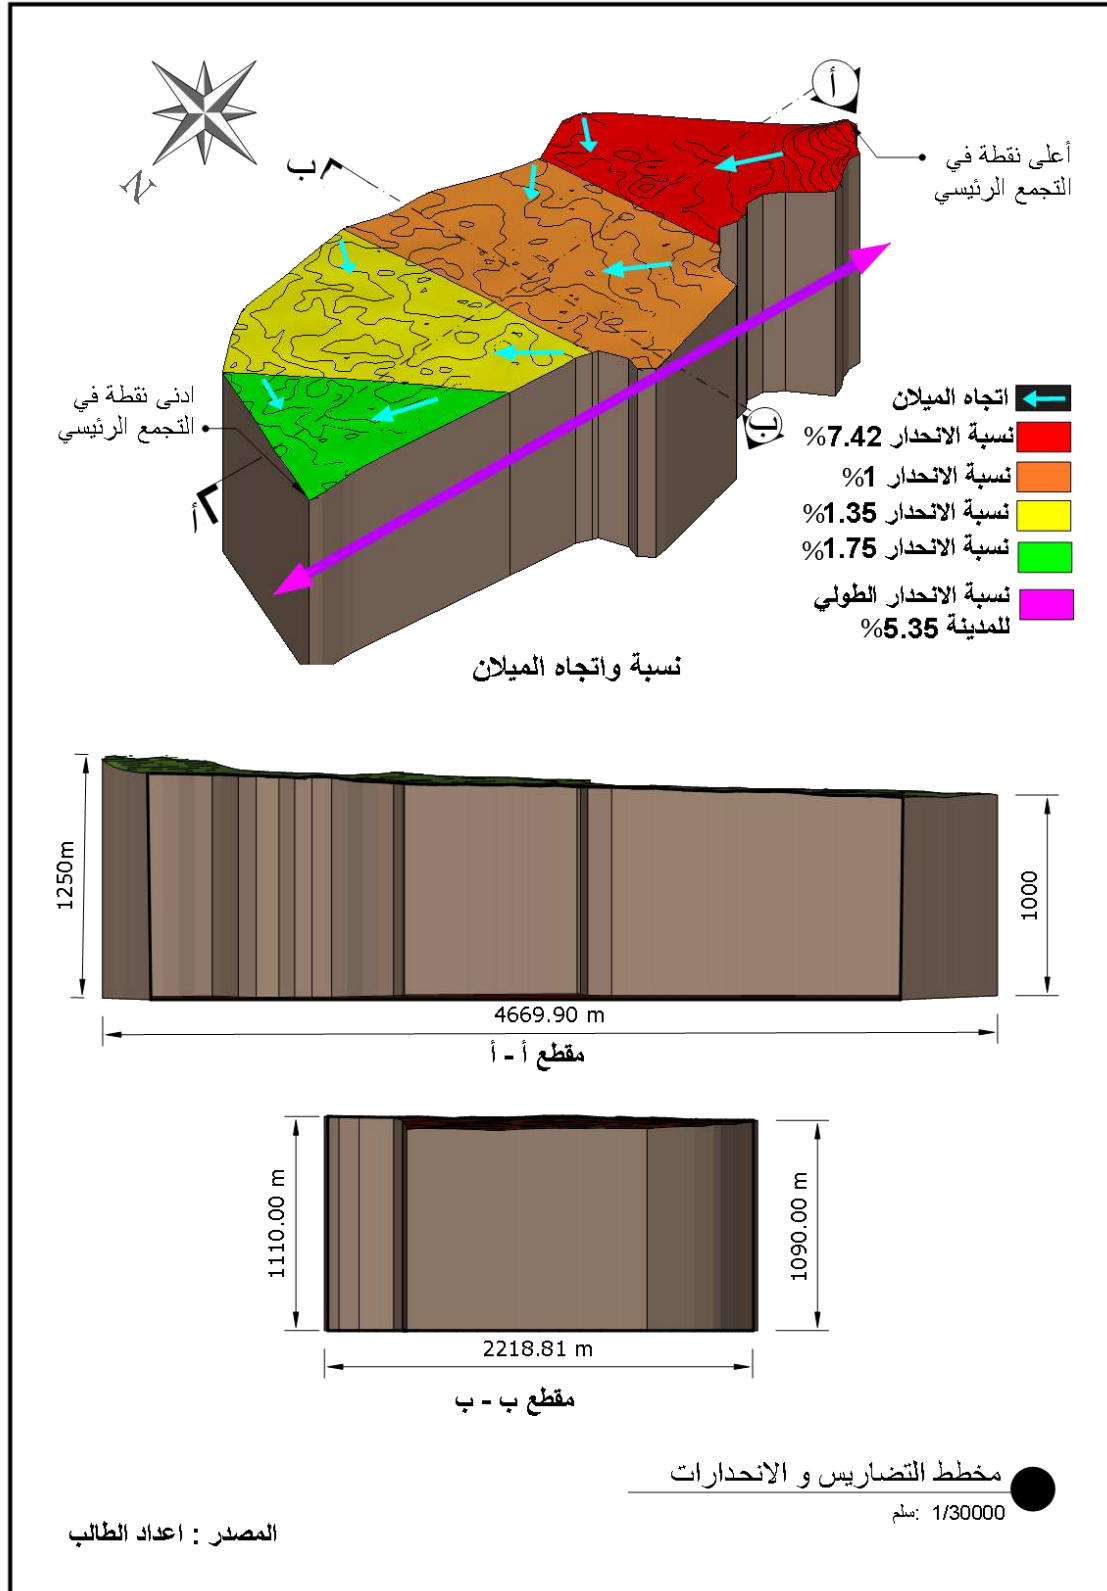 أ
ب
أعلى نقطة في
التجمع الرئيسي
N
ادنى نقطة في
التجمع الرئيسي
ب
أ
اتجاه الميلان
نسبة الانحدار 7.42%
نسبة الانحدار 1%
نسبة الانحدار 1.35%
نسبة الانحدار 1.75%
نسبة الانحدار الطولي
للمدينة 5.35%
نسبة واتجاه الميلان
1250m
1000
4669.90 m
مقطع أ - أ
1110.00 m
1090.00 m
2218.81 m
مقطع ب - ب
مخطط التضاريس و الانحدارات
سلم: 1/30000
المصدر : اعداد الطالب